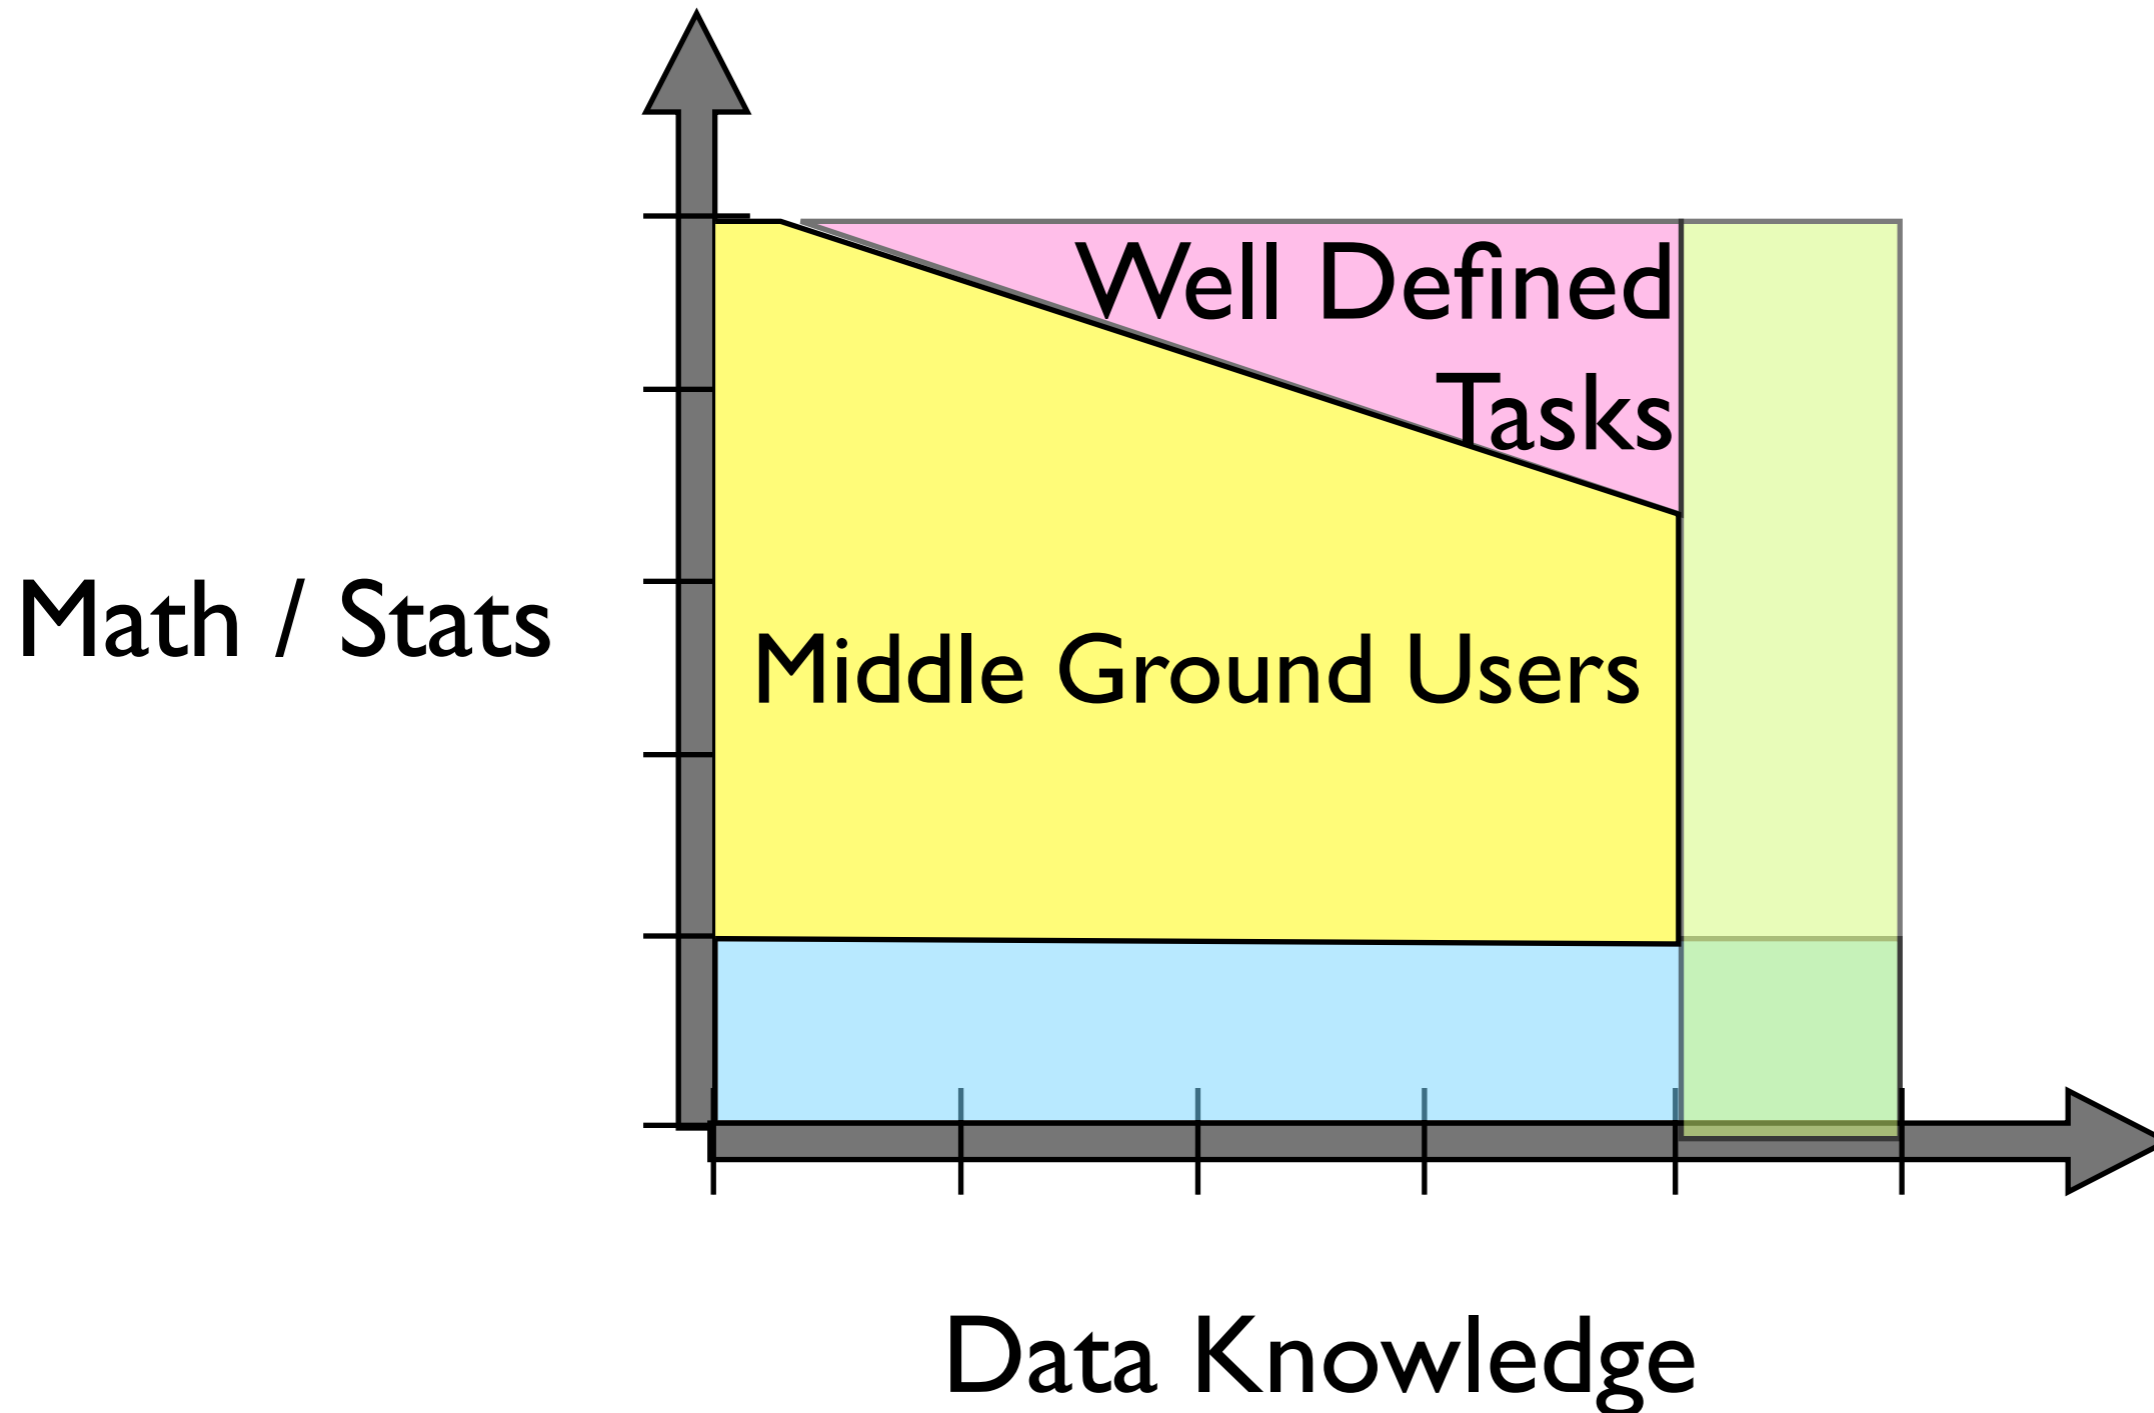 Well Defined
Tasks
Math / Stats
Middle Ground Users
Data Knowledge